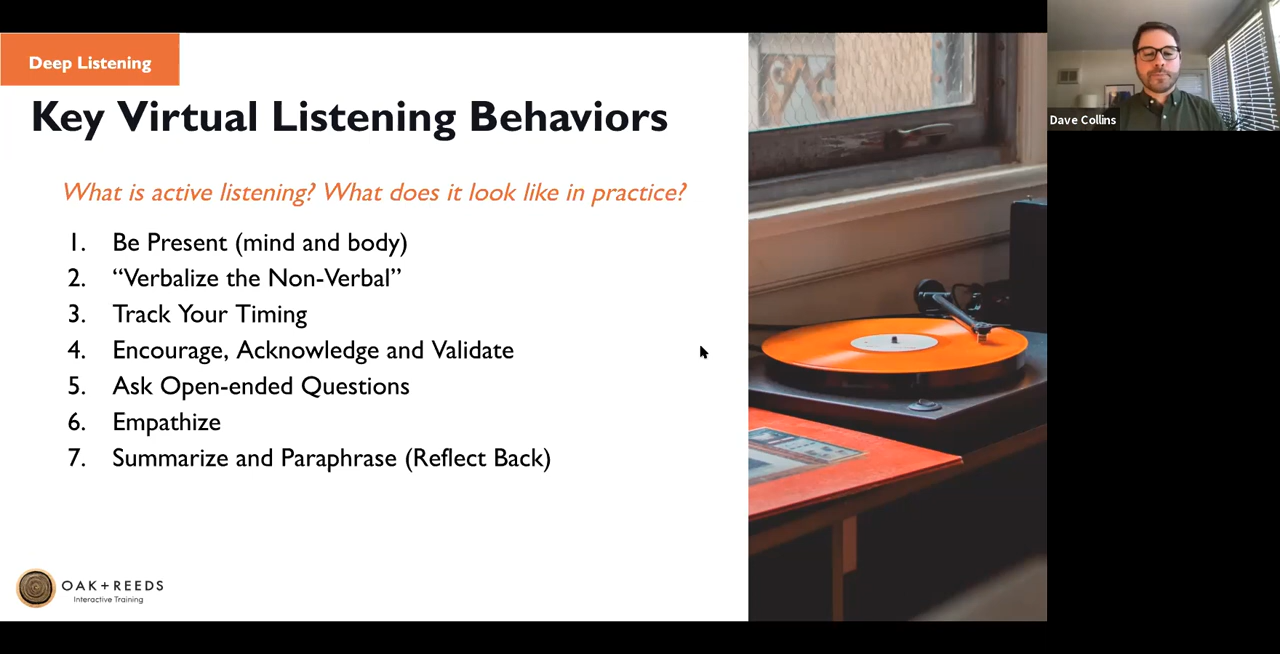 Deep Listening
Key Virtual Listening Behaviors
What is active listening? What does it look like in practice?
1. Be Present (mind and body)
2. “Verbalize the Non-Verbal”
3. Track Your Timing
4. Encourage, Acknowledge and Validate
5. Ask Open-ended Questions
6. Empathize
7. Summarize and Paraphrase (Reflect Back)
OAK+REEDS
Interactive Training
Dave Collins